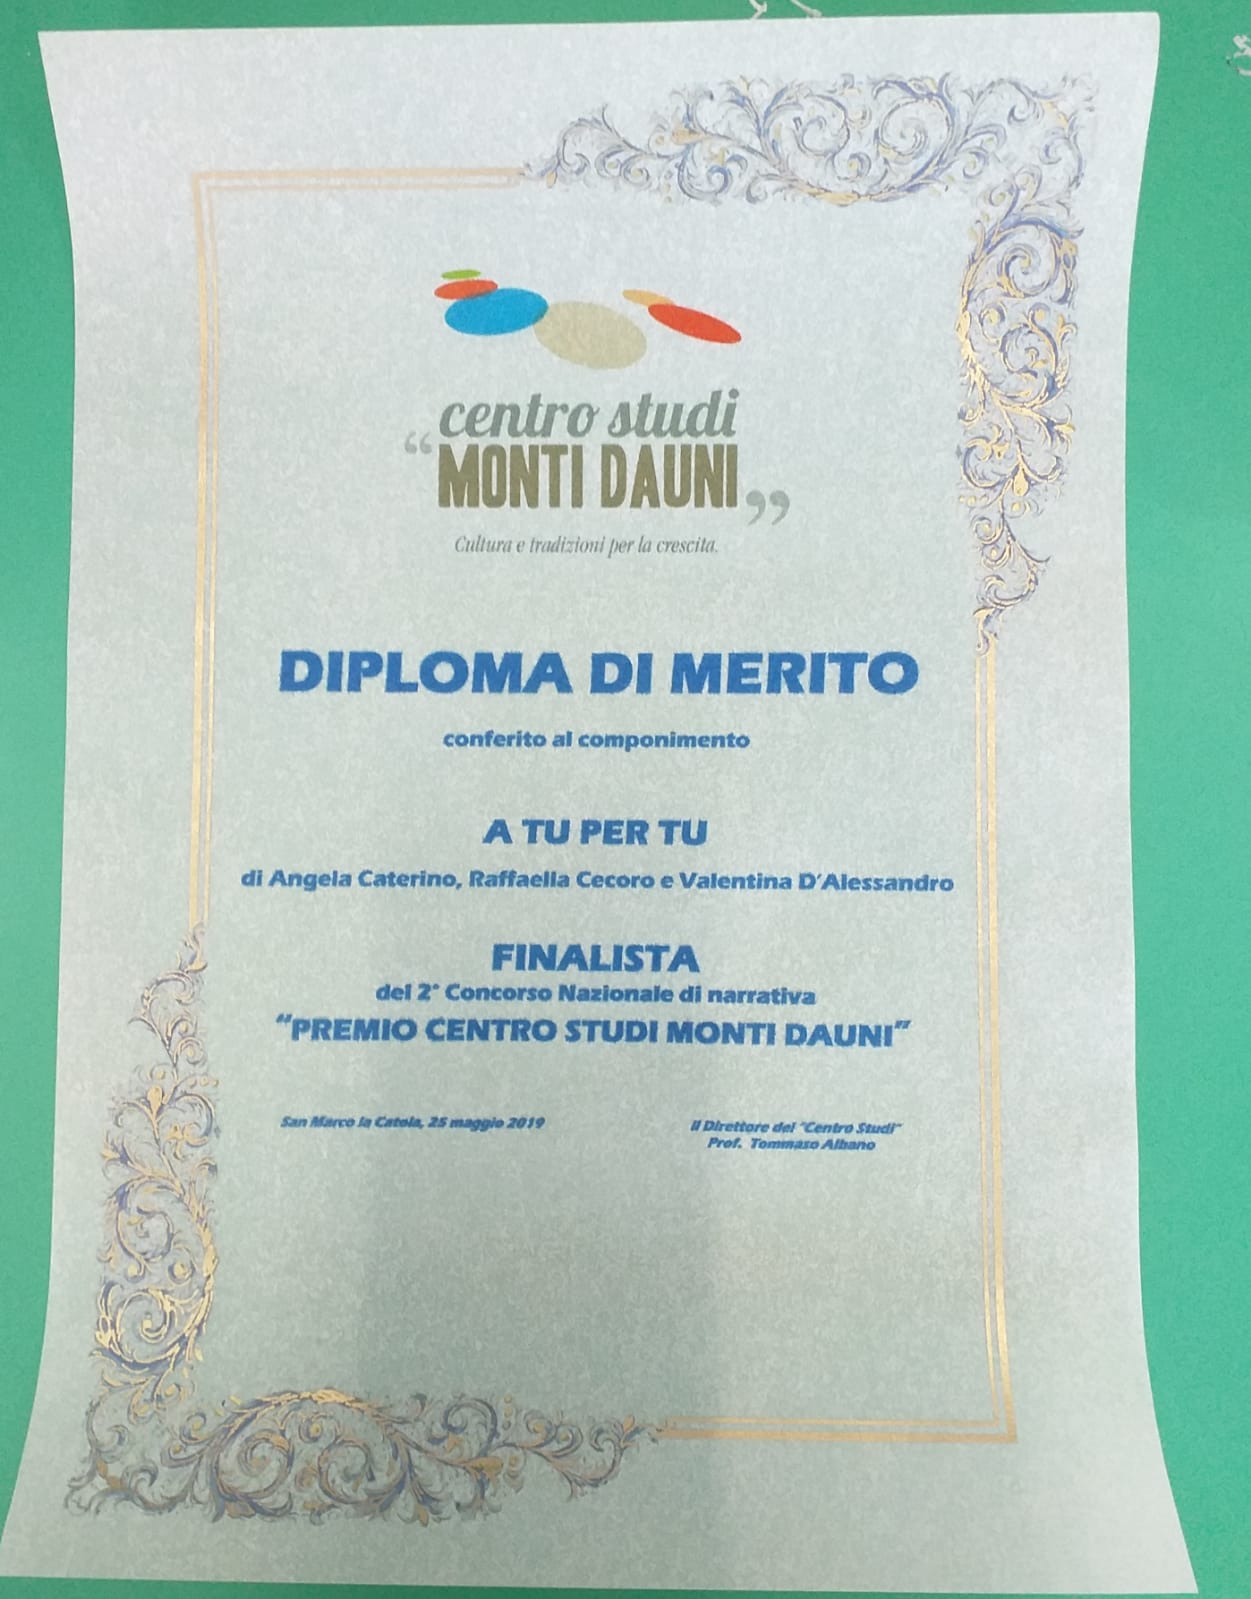 centro studi
“MONTI DAUNI”
Cultura e tradizioni per la crescita.
DIPLOMA DI MERITO
conferito al componimento
A TU PER TU
di Angela Caterino, Raffaella Cecoro e Valentina D’Alessandro
FINALISTA
del 2° Concorso Nazionale di narrativa
“PREMIO CENTRO STUDI MONTI DAUNI”
San Marco la Catola, 25 maggio 2019
Il Direttore del “Centro Studi”
Prof. Tommaso Albano